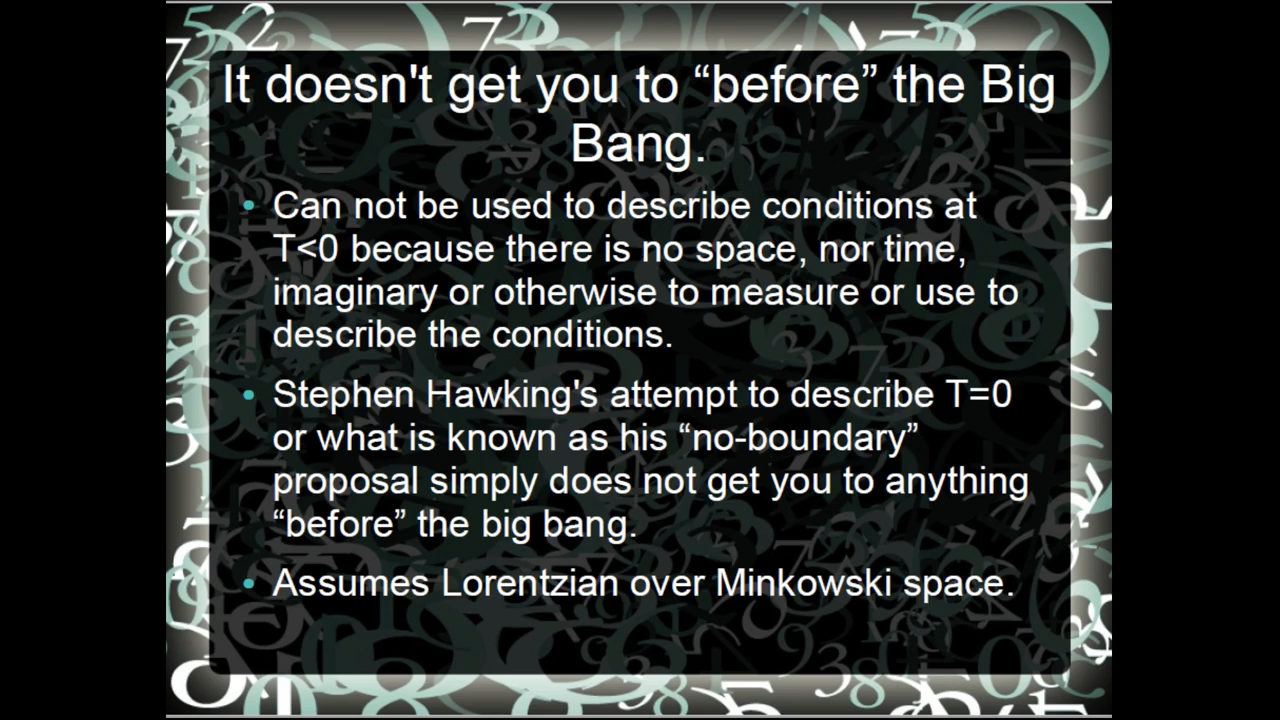 It doesn't get you to “before” the Big
Bang.
Can not be used to describe conditions at
T<0 because there is no space, nor time,
imaginary or otherwise to measure or use to
describe the conditions.
Stephen Hawking's attempt to describe T=0
or what is known as his “no-boundary”
proposal simply does not get you to anything
“before” the big bang.
Assumes Lorentzian over Minkowski space.